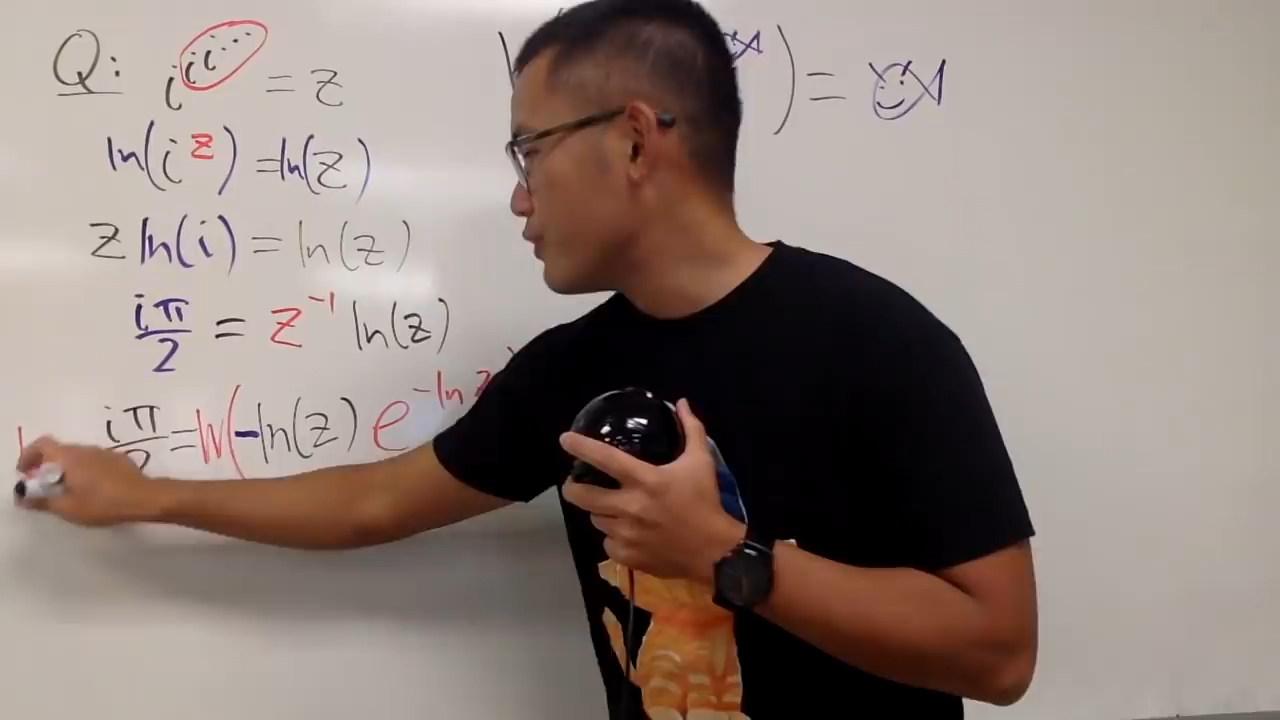 Q: i^{i^{i^{...}}} = z
ln(i^z) = ln(z)
z ln(i) = ln(z)
iπ/2 = z^{-1} ln(z)
iπ/2 = W(-ln(z) e^{-ln z}
) =